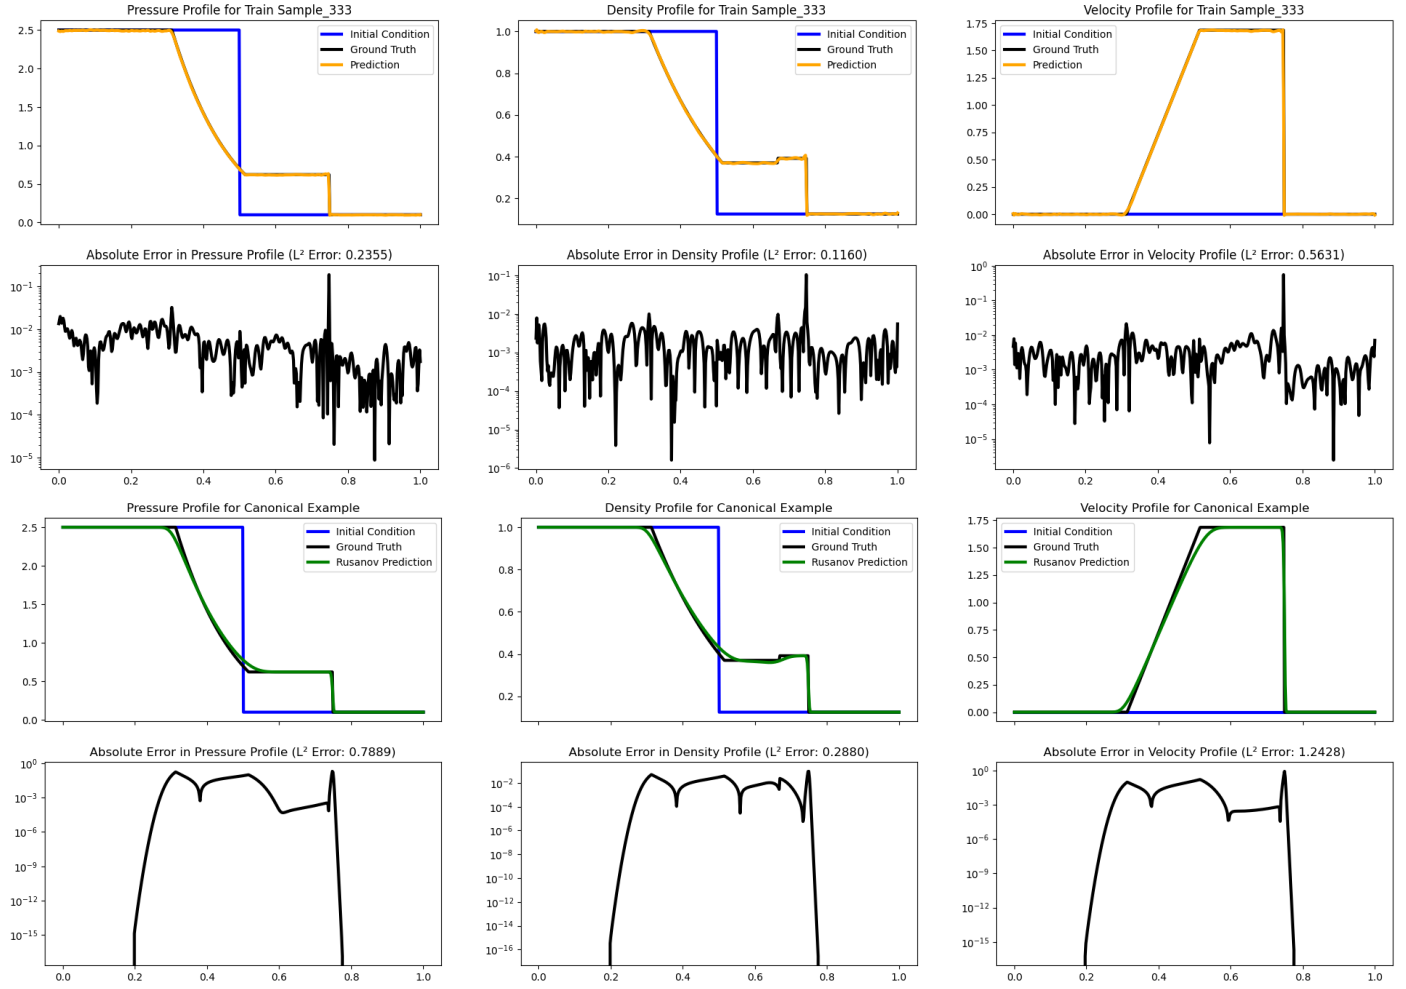 Pressure Profile for Train Sample_333
2.5
2.0
1.5
1.0
0.5
0.0
Initial Condition
Ground Truth
Prediction
Density Profile for Train Sample_333
1.0
0.8
0.6
0.4
0.2
Initial Condition
Ground Truth
Prediction
Velocity Profile for Train Sample_333
1.75
1.50
1.25
1.00
0.75
0.50
0.25
0.00
Initial Condition
Ground Truth
Prediction
Absolute Error in Pressure Profile (L² Error: 0.2355)
10⁻¹
10⁻²
10⁻³
10⁻⁴
10⁻⁵
0.0 0.2 0.4 0.6 0.8 1.0
Absolute Error in Density Profile (L² Error: 0.1160)
10⁻¹
10⁻²
10⁻³
10⁻⁴
10⁻⁵
10⁻⁶
0.0 0.2 0.4 0.6 0.8 1.0
Absolute Error in Velocity Profile (L² Error: 0.5631)
10⁰
10⁻¹
10⁻²
10⁻³
10⁻⁴
10⁻⁵
0.0 0.2 0.4 0.6 0.8 1.0
Pressure Profile for Canonical Example
2.5
2.0
1.5
1.0
0.5
0.0
Initial Condition
Ground Truth
Rusanov Prediction
Density Profile for Canonical Example
1.0
0.8
0.6
0.4
0.2
Initial Condition
Ground Truth
Rusanov Prediction
Velocity Profile for Canonical Example
1.75
1.50
1.25
1.00
0.75
0.50
0.25
0.00
Initial Condition
Ground Truth
Rusanov Prediction
Absolute Error in Pressure Profile (L² Error: 0.7889)
10⁰
10⁻³
10⁻⁶
10⁻⁹
10⁻¹²
10⁻¹⁵
0.0 0.2 0.4 0.6 0.8 1.0
Absolute Error in Density Profile (L² Error: 0.2880)
10⁻²
10⁻⁴
10⁻⁶
10⁻⁸
10⁻¹⁰
10⁻¹²
10⁻¹⁴
10⁻¹⁶
0.0 0.2 0.4 0.6 0.8 1.0
Absolute Error in Velocity Profile (L² Error: 1.2428)
10⁰
10⁻³
10⁻⁶
10⁻⁹
10⁻¹²
10⁻¹⁵
0.0 0.2 0.4 0.6 0.8 1.0